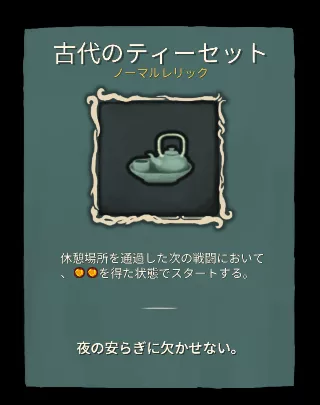 古代のティーセット
ノーマルレリック
休憩場所を通過した次の戦闘において
、を得た状態でスタートする。
夜の安らぎに欠かせない。